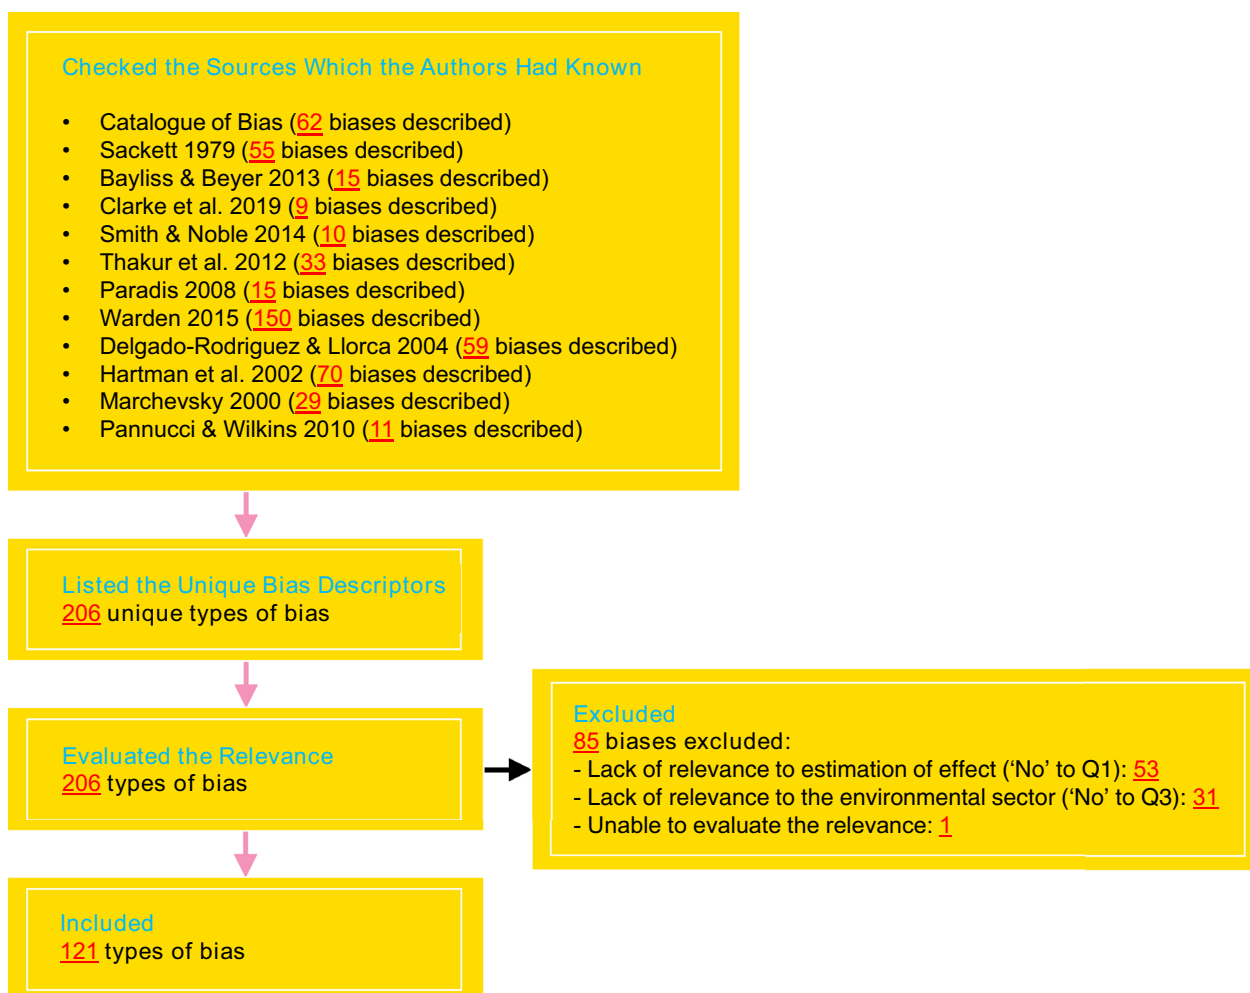 Checked the Sources Which the Authors Had Known
• Catalogue of Bias (62 biases described)
• Sackett 1979 (55 biases described)
• Bayliss & Beyer 2013 (15 biases described)
• Clarke et al. 2019 (9 biases described)
• Smith & Noble 2014 (10 biases described)
• Thakur et al. 2012 (33 biases described)
• Paradis 2008 (15 biases described)
• Warden 2015 (150 biases described)
• Delgado-Rodriguez & Llorca 2004 (59 biases described)
• Hartman et al. 2002 (70 biases described)
• Marchevsky 2000 (29 biases described)
• Pannucci & Wilkins 2010 (11 biases described)
Listed the Unique Bias Descriptors
206 unique types of bias
Evaluated the Relevance
206 types of bias
Excluded
85 biases excluded:
- Lack of relevance to estimation of effect (‘No’ to Q1): 53
- Lack of relevance to the environmental sector (‘No’ to Q3): 31
- Unable to evaluate the relevance: 1
Included
121 types of bias